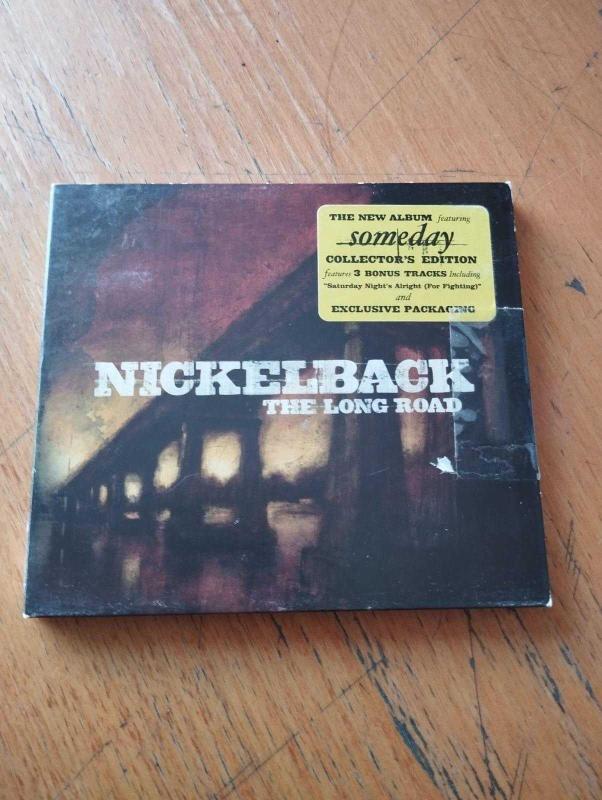 THE NEW ALBUM featuring
someday
COLLECTOR'S EDITION
features 3 BONUS TRACKS Including
"Saturday Night's Alright (For Fighting)"
and
EXCLUSIVE PACKAGING
NICKELBACK
THE LONG ROAD